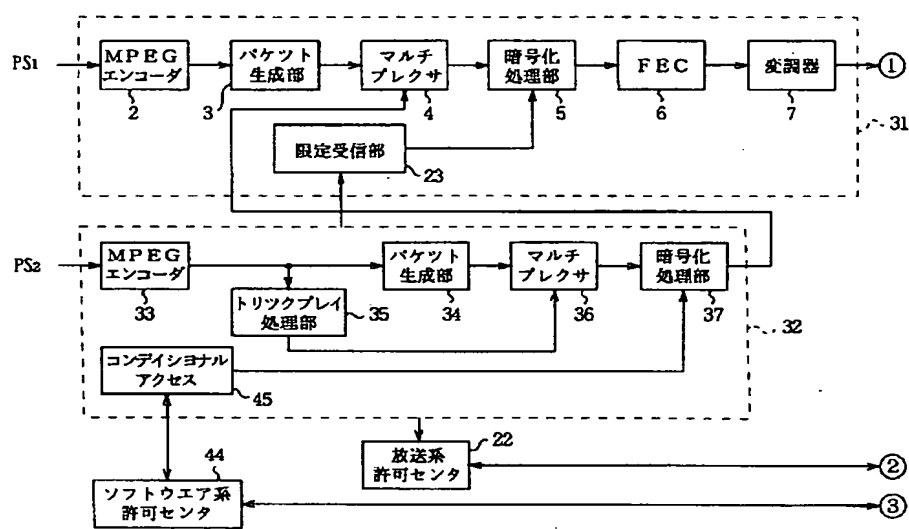 PS1
MPEG
エンコーダ
2
パケツト
生成部
3
マルチ
プレクサ
4
暗号化
処理部
5
FEC
6
変調器
7
①
31
限定受信部
23
PS2
MPEG
エンコーダ
33
トリツクプレイ
処理部
35
パケツト
生成部
34
マルチ
プレクサ
36
暗号化
処理部
37
32
コンデイシヨナル
アクセス
45
22
放送系
許可センタ
②
44
ソフトウエア系
許可センタ
③